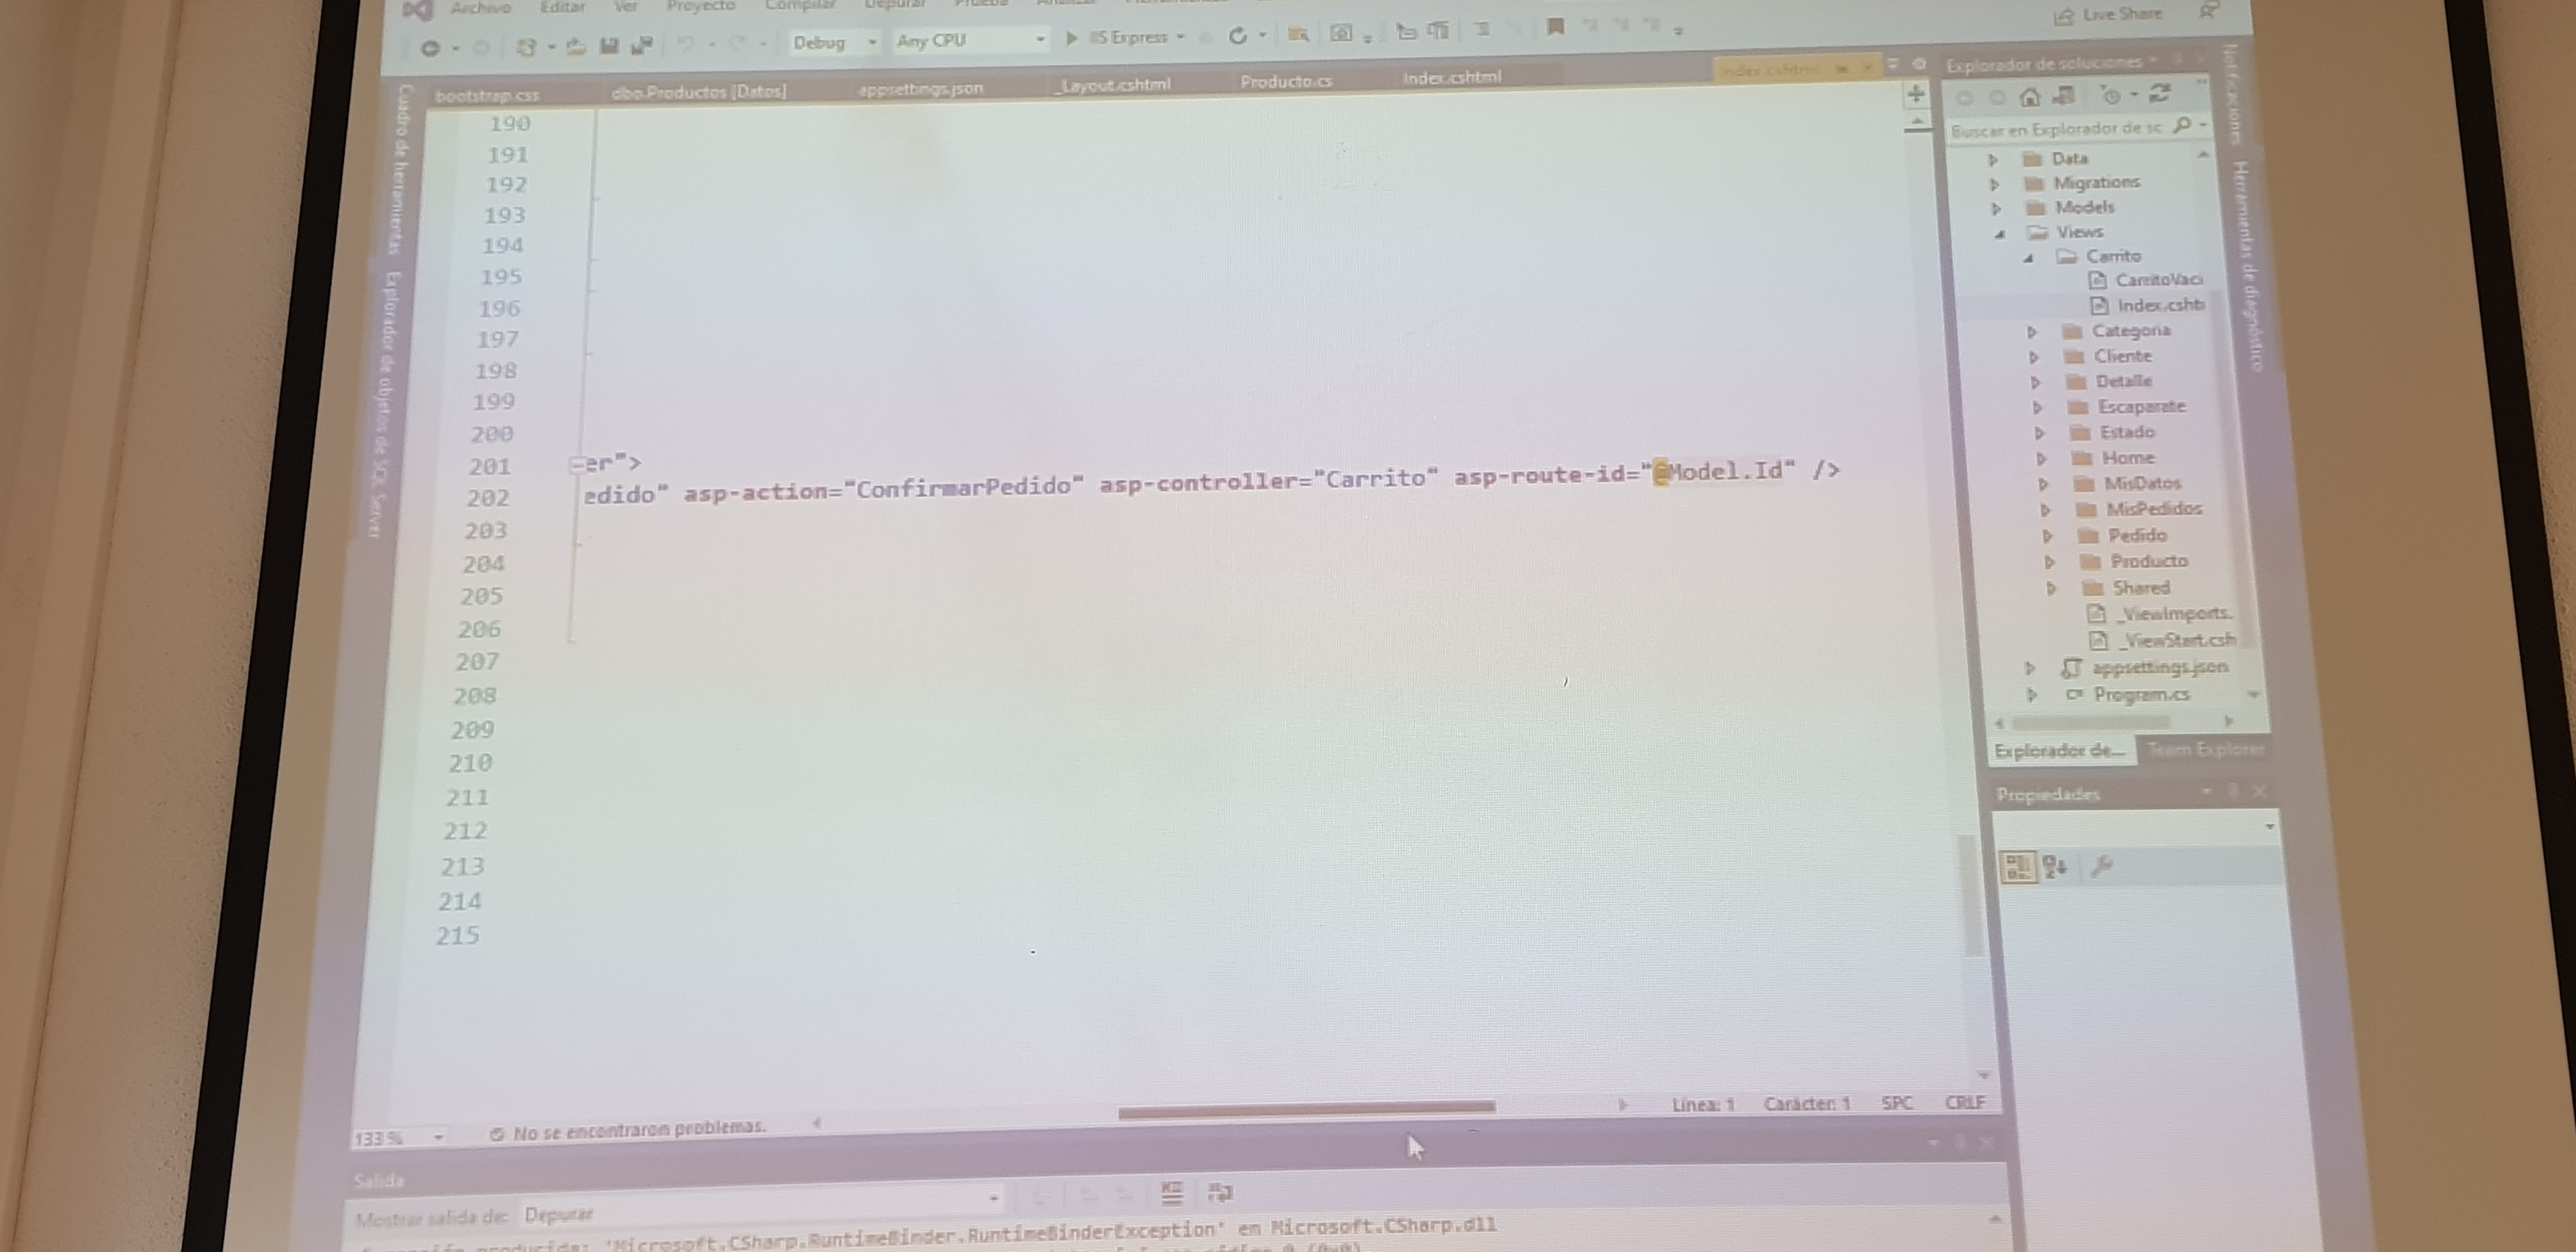 Archivo Editar Ver Proyecto Compilar Depurar
Live Share
Debug Any CPU IIS Express
bootstrap.css dbo.Productos [Datos] appsettings.json _Layout.cshtml Producto.cs Index.cshtml Index.cshtml
Explorador de soluciones
Buscar en Explorador de sc
Cuadro de herramientas
Explorador de objetos de SQL Server
Notificaciones
Herramientas de diagnóstico
190
191
192
193
194
195
196
197
198
199
200
201 er">
202 edido" asp-action="ConfirmarPedido" asp-controller="Carrito" asp-route-id="@Model.Id" />
203
204
205
206
207
208
209
210
211
212
213
214
215
Data
Migrations
Models
Views
Carrito
CarritoVaci
Index.csht
Categoria
Cliente
Detalle
Escaparate
Estado
Home
MisDatos
MisPedidos
Pedido
Producto
Shared
_ViewImports.
_ViewStart.csh
appsettings.json
Program.cs
Explorador de... Team Explorer
Propiedades
133 % No se encontraron problemas. Línea: 1 Carácter: 1 SPC CRLF
Salida
Mostrar salida de: Depurar
producida: 'Microsoft.CSharp.RuntimeBinder.RuntimeBinderException' en Microsoft.CSharp.dll